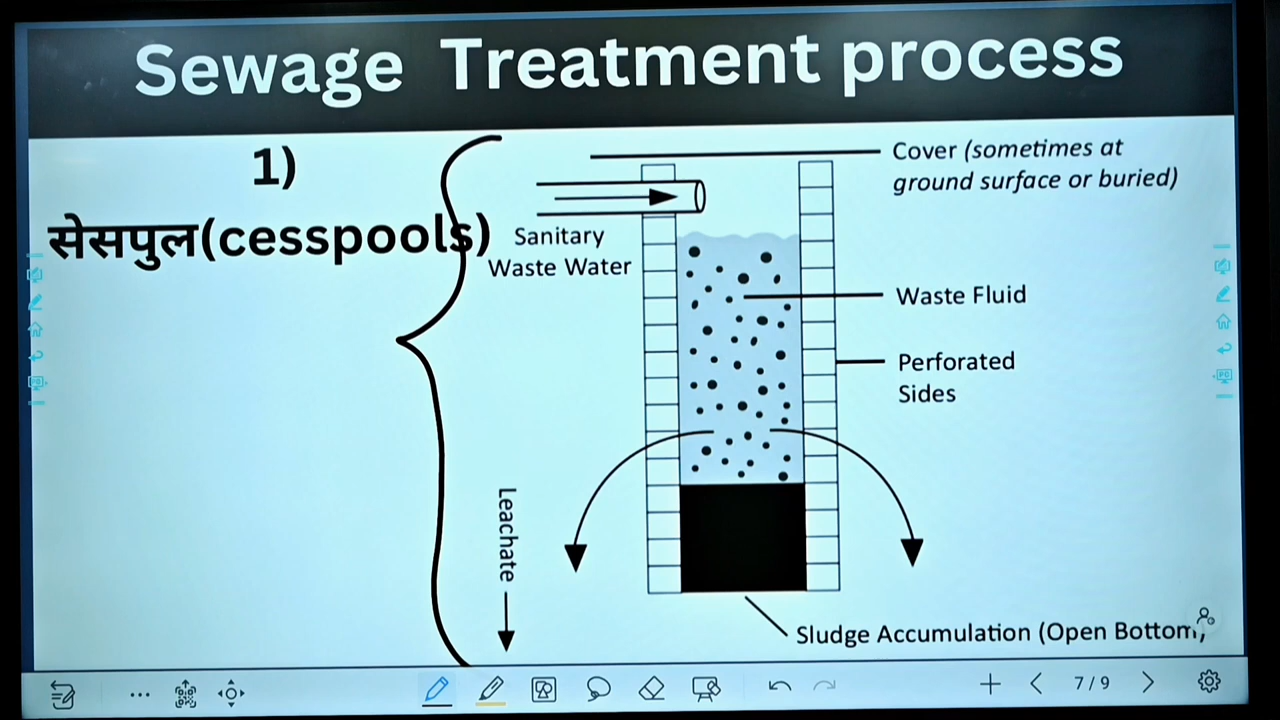 Sewage Treatment process
1)
सेसपुल(cesspools)
Cover (sometimes at
ground surface or buried)
Sanitary
Waste Water
Waste Fluid
Perforated
Sides
Leachate
Sludge Accumulation (Open Bottom)
7/9